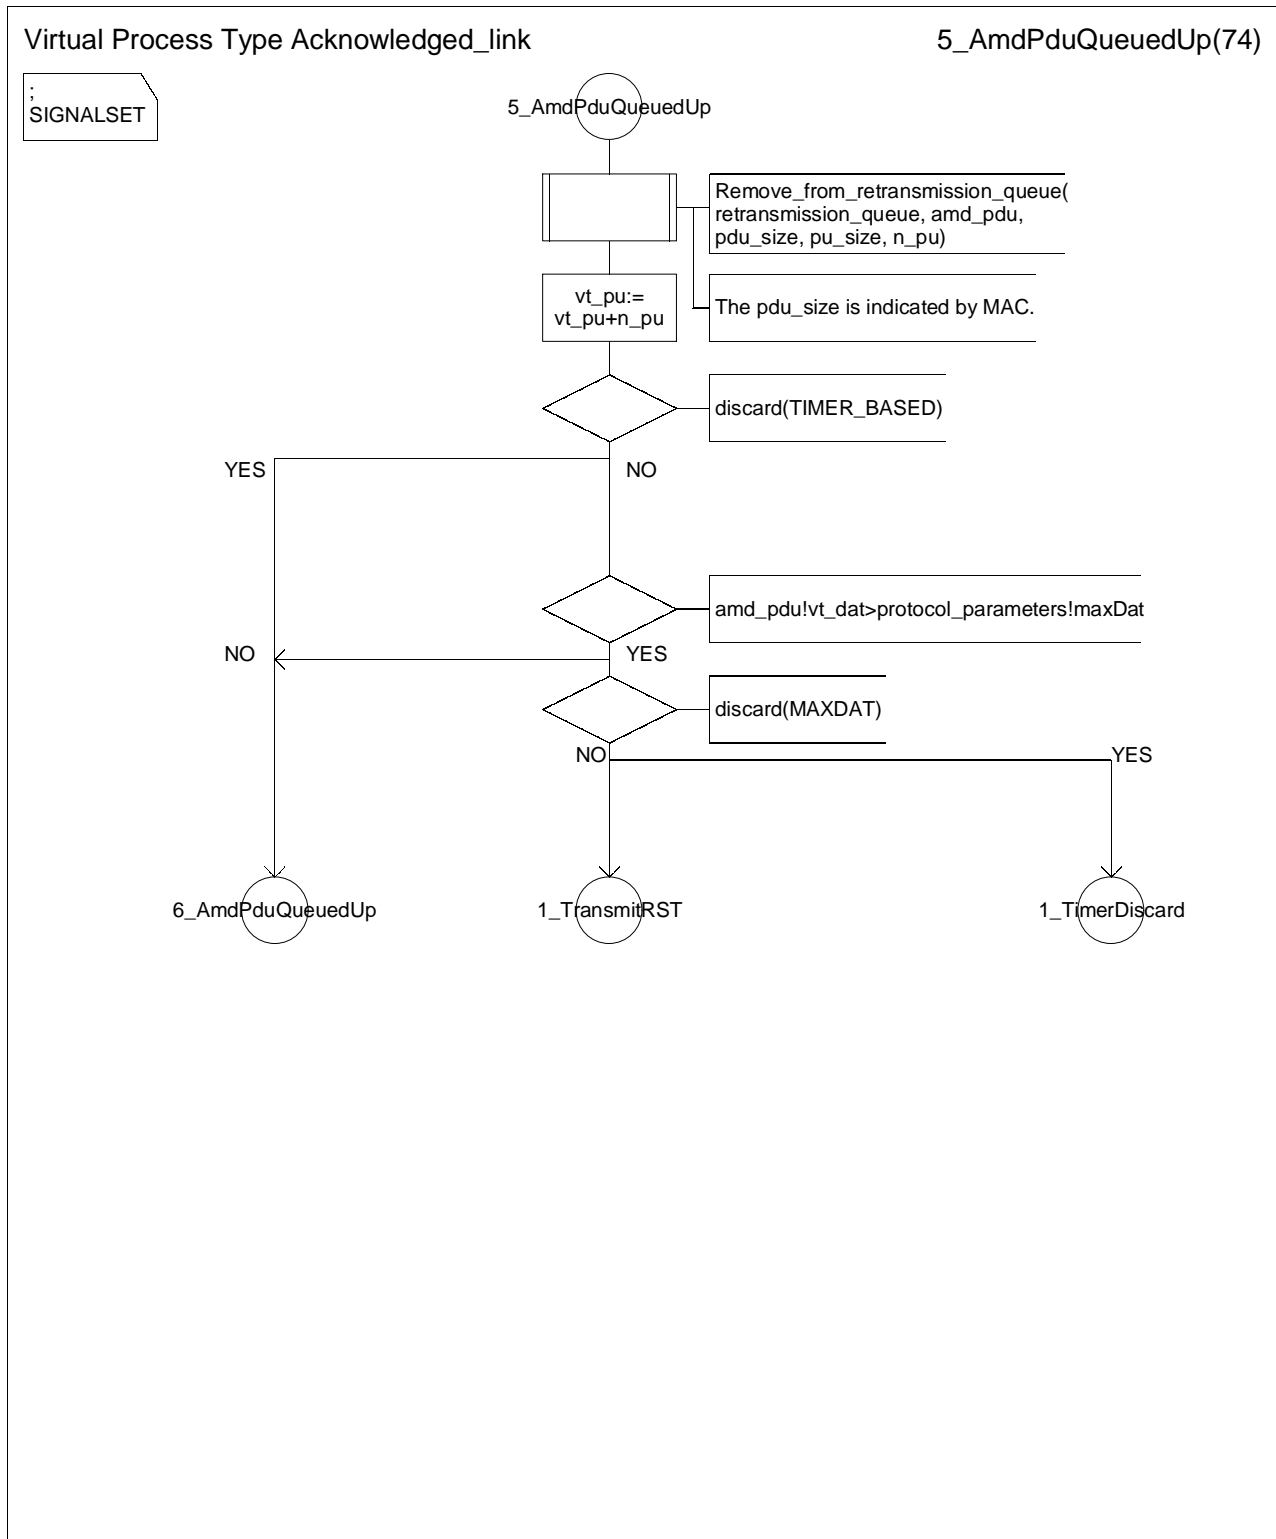 Virtual Process Type Acknowledged_link
5_AmdPduQueuedUp(74)
;
SIGNALSET
5_AmdPduQueuedUp
Remove_from_retransmission_queue(
retransmission_queue, amd_pdu,
pdu_size, pu_size, n_pu)
vt_pu:=
vt_pu+n_pu
The pdu_size is indicated by MAC.
discard(TIMER_BASED)
YES
NO
amd_pdu!vt_dat>protocol_parameters!maxDat
NO
YES
discard(MAXDAT)
NO
YES
6_AmdPduQueuedUp
1_TransmitRST
1_TimerDiscard